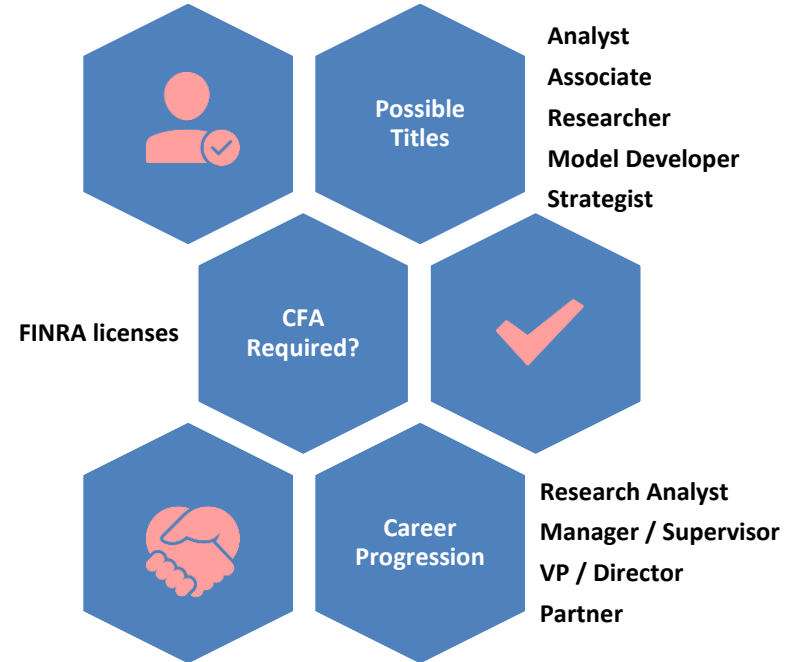 Possible
Titles
Analyst
Associate
Researcher
Model Developer
Strategist
FINRA licenses
CFA
Required?
Career
Progression
Research Analyst
Manager / Supervisor
VP / Director
Partner